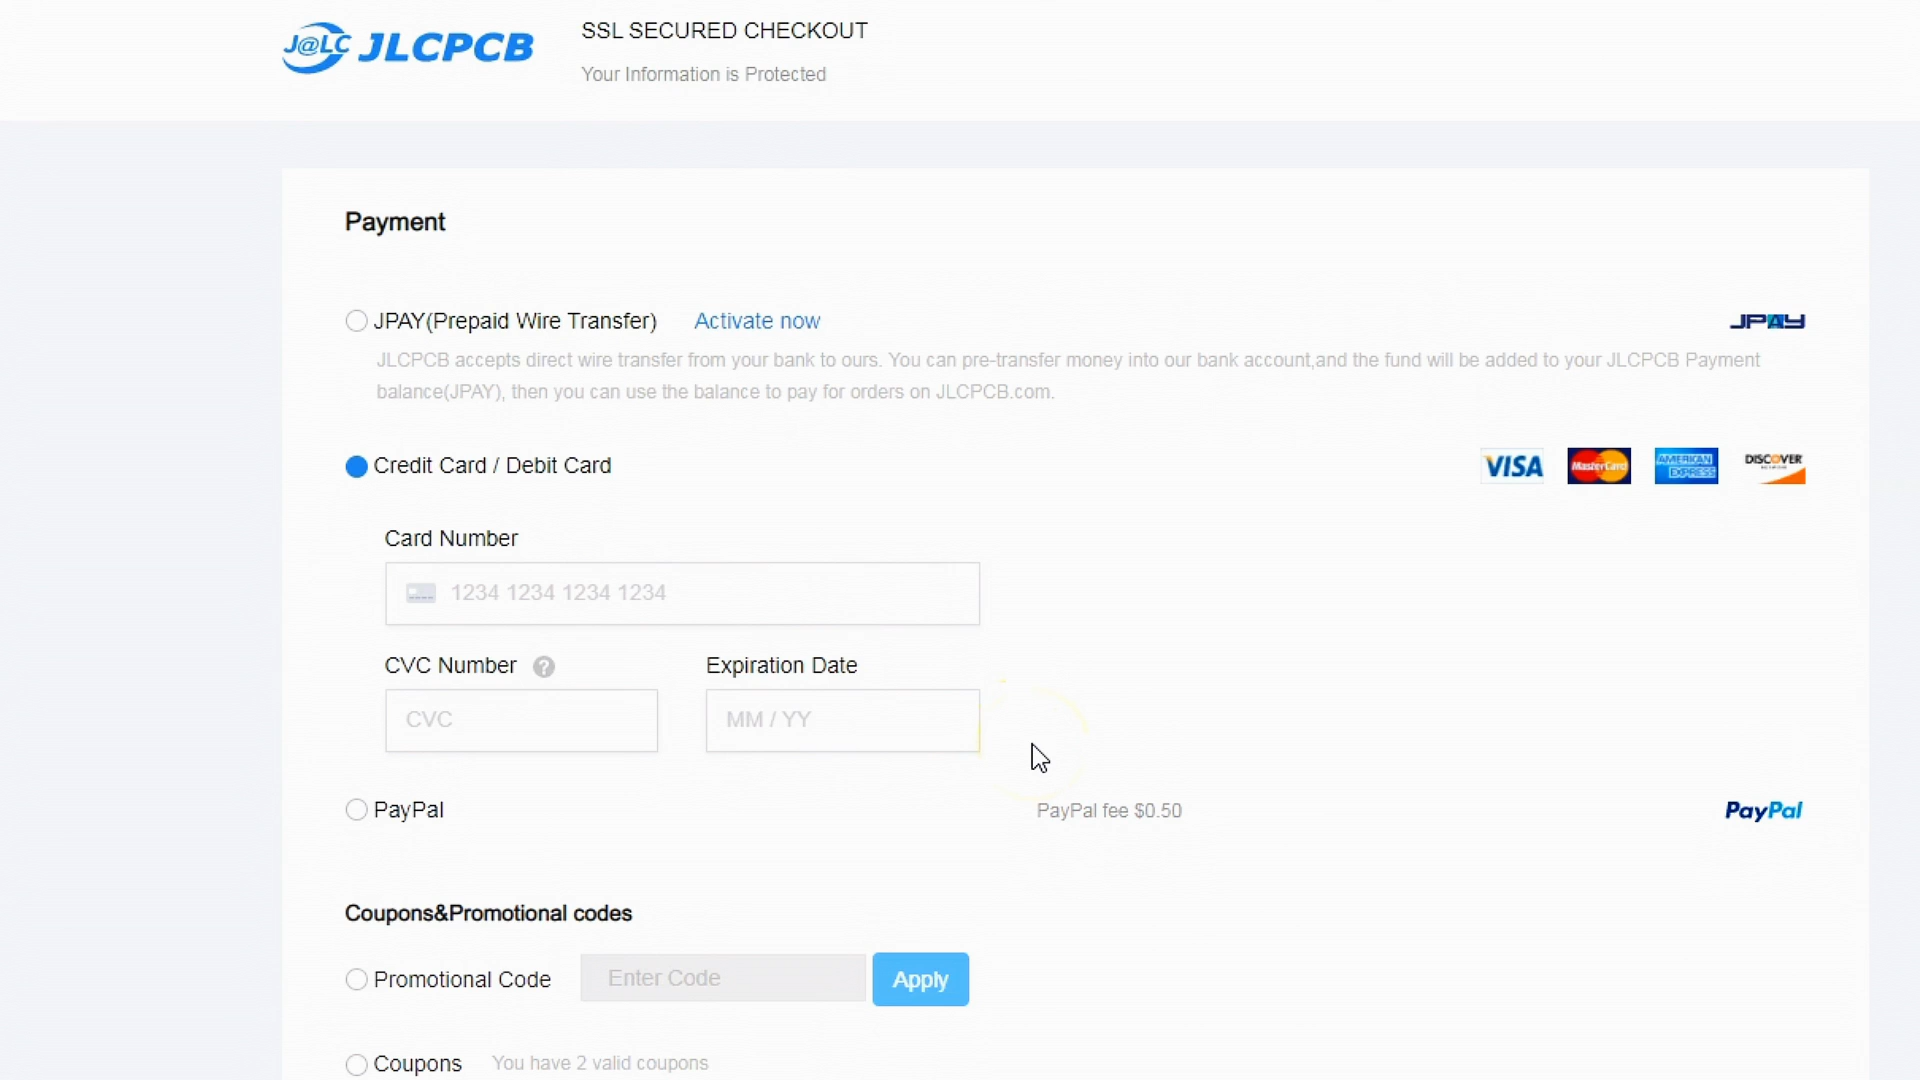 J@LC JLCPCB
SSL SECURED CHECKOUT
Your Information is Protected
Payment
JPAY(Prepaid Wire Transfer) Activate now
JPAY
JLCPCB accepts direct wire transfer from your bank to ours. You can pre-transfer money into our bank account,and the fund will be added to your JLCPCB Payment
balance(JPAY), then you can use the balance to pay for orders on JLCPCB.com.
Credit Card / Debit Card
VISA MasterCard AMERICAN EXPRESS DISCOVER
Card Number
1234 1234 1234 1234
CVC Number ? Expiration Date
CVC MM / YY
PayPal PayPal fee $0.50 PayPal
Coupons&Promotional codes
Promotional Code Enter Code Apply
Coupons You have 2 valid coupons